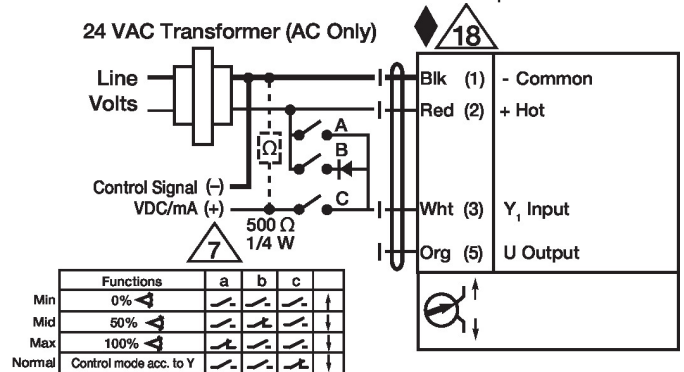 24 VAC Transformer (AC Only)
18
Line
Volts
Blk (1) - Common
Red (2) + Hot
A
Ω
B
Control Signal (–)
VDC/mA (+)
C
Wht (3) Y1 Input
500 Ω
1/4 W
7
Org (5) U Output
Functions a b c
Min 0%
Mid 50%
Max 100%
Normal Control mode acc. to Y